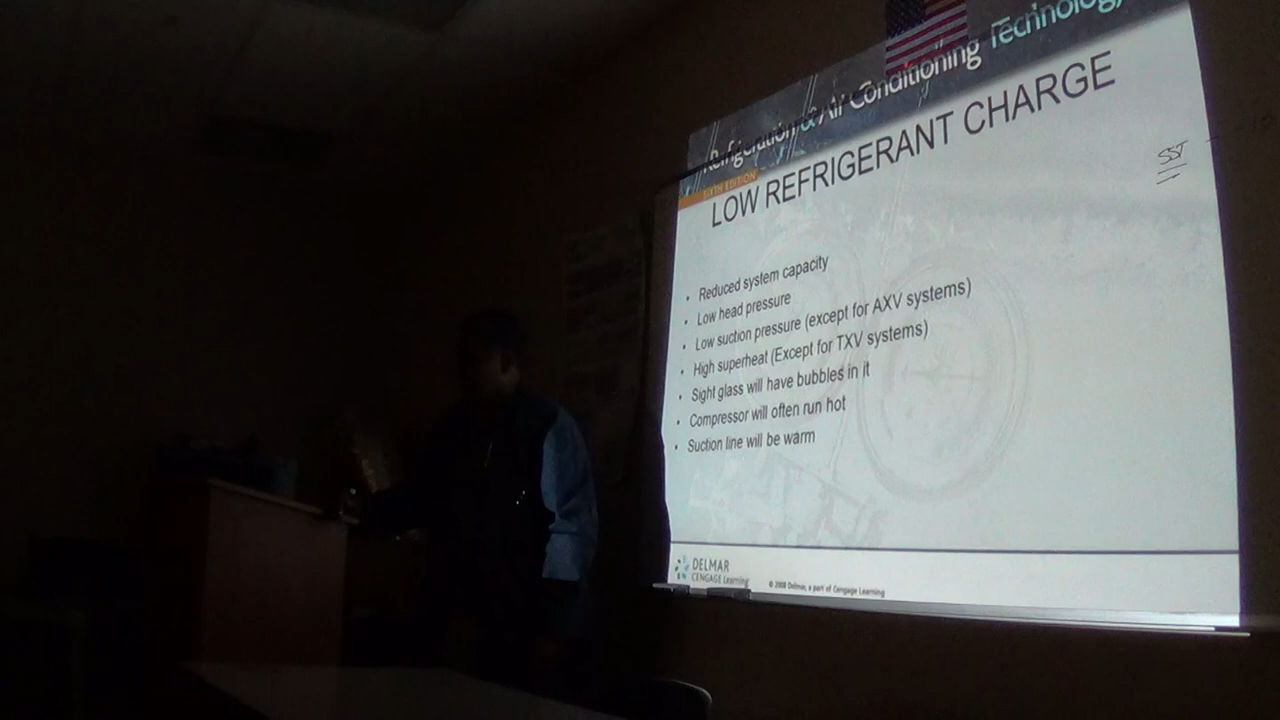 Refrigeration & Air Conditioning Technology
SIXTH EDITION
LOW REFRIGERANT CHARGE
SST
• Reduced system capacity
• Low head pressure
• Low suction pressure (except for AXV systems)
• High superheat (Except for TXV systems)
• Sight glass will have bubbles in it
• Compressor will often run hot
• Suction line will be warm
DELMAR
CENGAGE Learning
© 2008 Delmar, a part of Cengage Learning